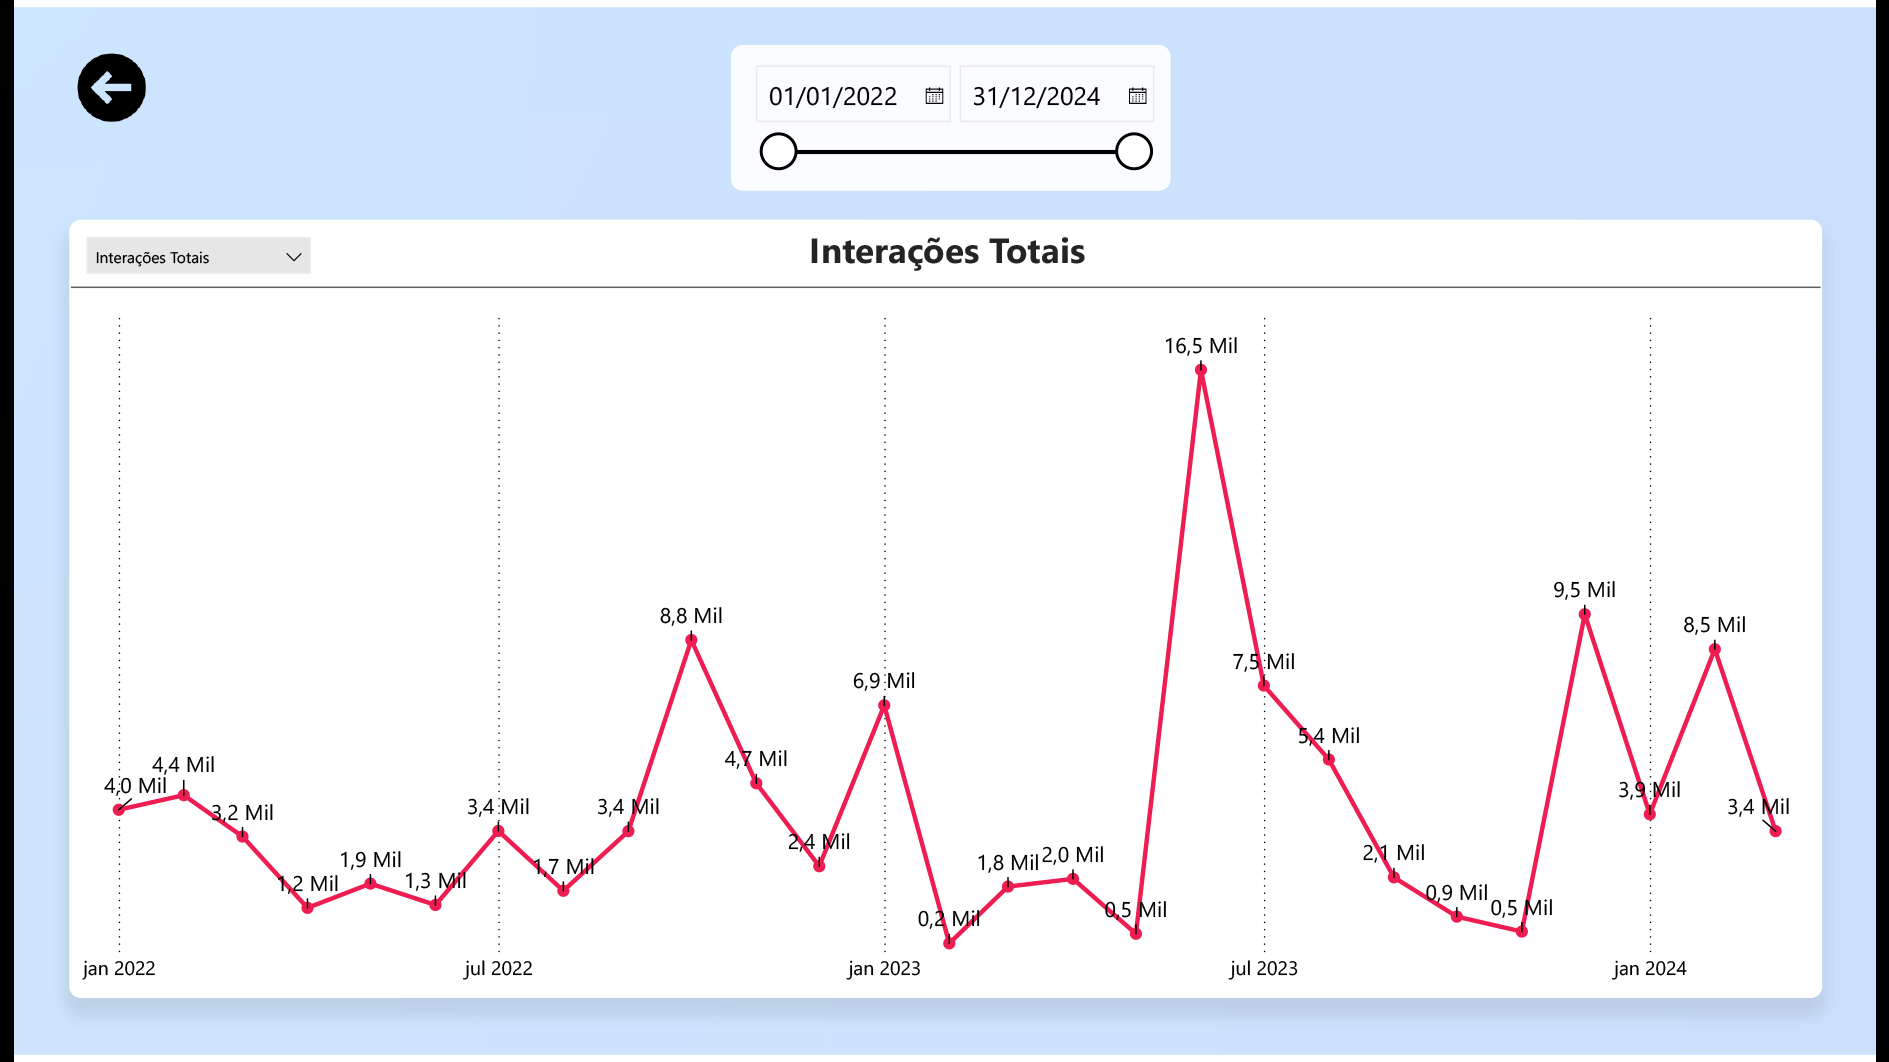 01/01/2022
31/12/2024
Interações Totais
Interações Totais
16,5 Mil
9,5 Mil
8,8 Mil
8,5 Mil
7,5 Mil
6,9 Mil
5,4 Mil
4,7 Mil
4,4 Mil
4,0 Mil
3,9 Mil
3,2 Mil
3,4 Mil
3,4 Mil
3,4 Mil
2,4 Mil
1,9 Mil
1,8 Mil
2,0 Mil
2,1 Mil
1,7 Mil
1,2 Mil
1,3 Mil
0,9 Mil
0,2 Mil
0,5 Mil
0,5 Mil
jan 2022
jul 2022
jan 2023
jul 2023
jan 2024